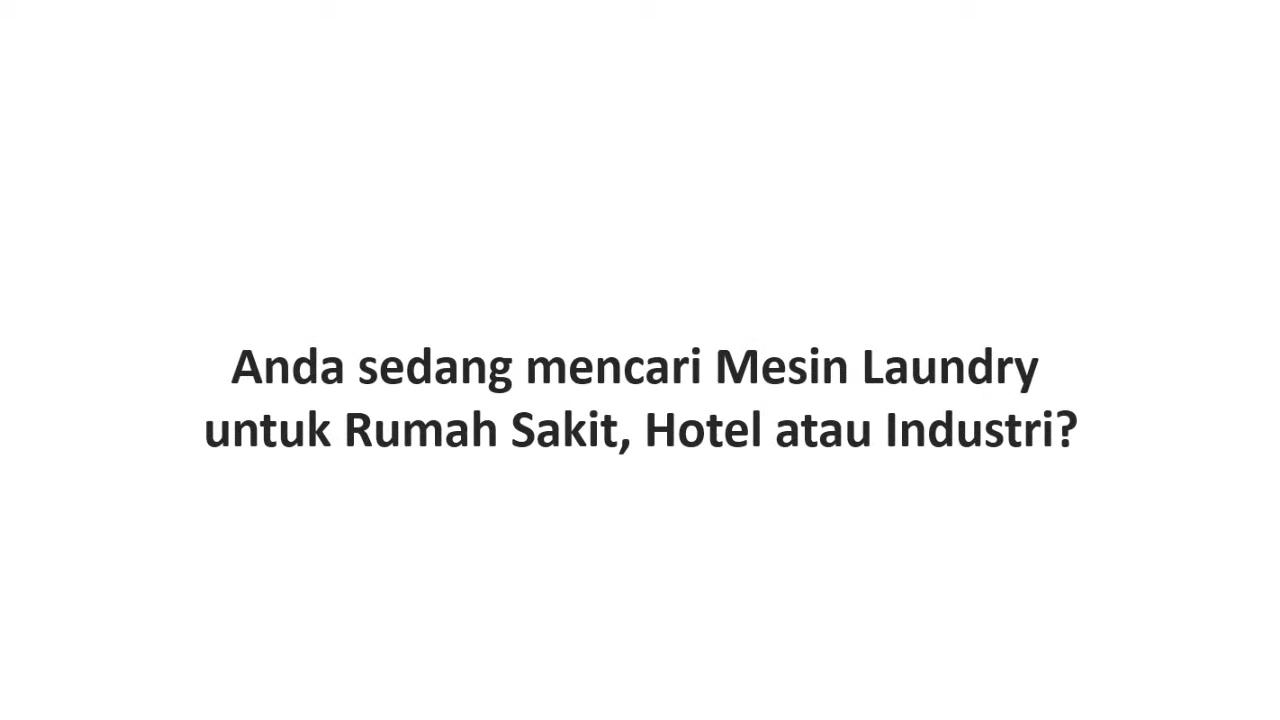 Anda sedang mencari Mesin Laundry
untuk Rumah Sakit, Hotel atau Industri?